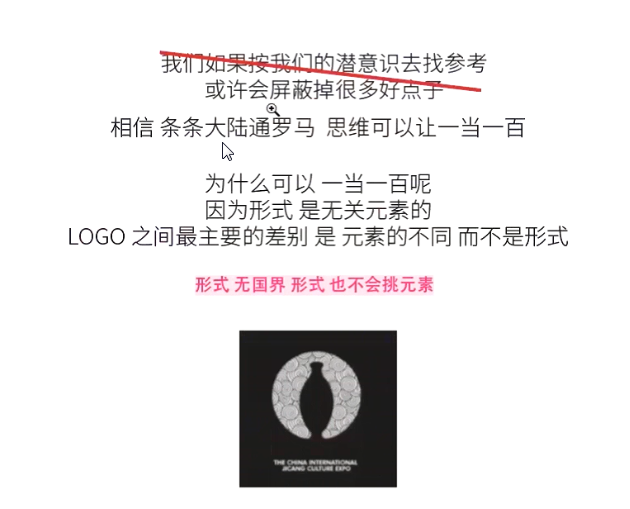 我们如果按我们的潜意识去找参考
或许会屏蔽掉很多好点子
相信 条条大陆通罗马 思维可以让一当一百
为什么可以 一当一百呢
因为形式 是无关元素的
LOGO 之间最主要的差别 是 元素的不同 而不是形式
形式 无国界 形式 也不会挑元素
THE CHINA INTERNATIONAL
JICANG CULTURE EXPO